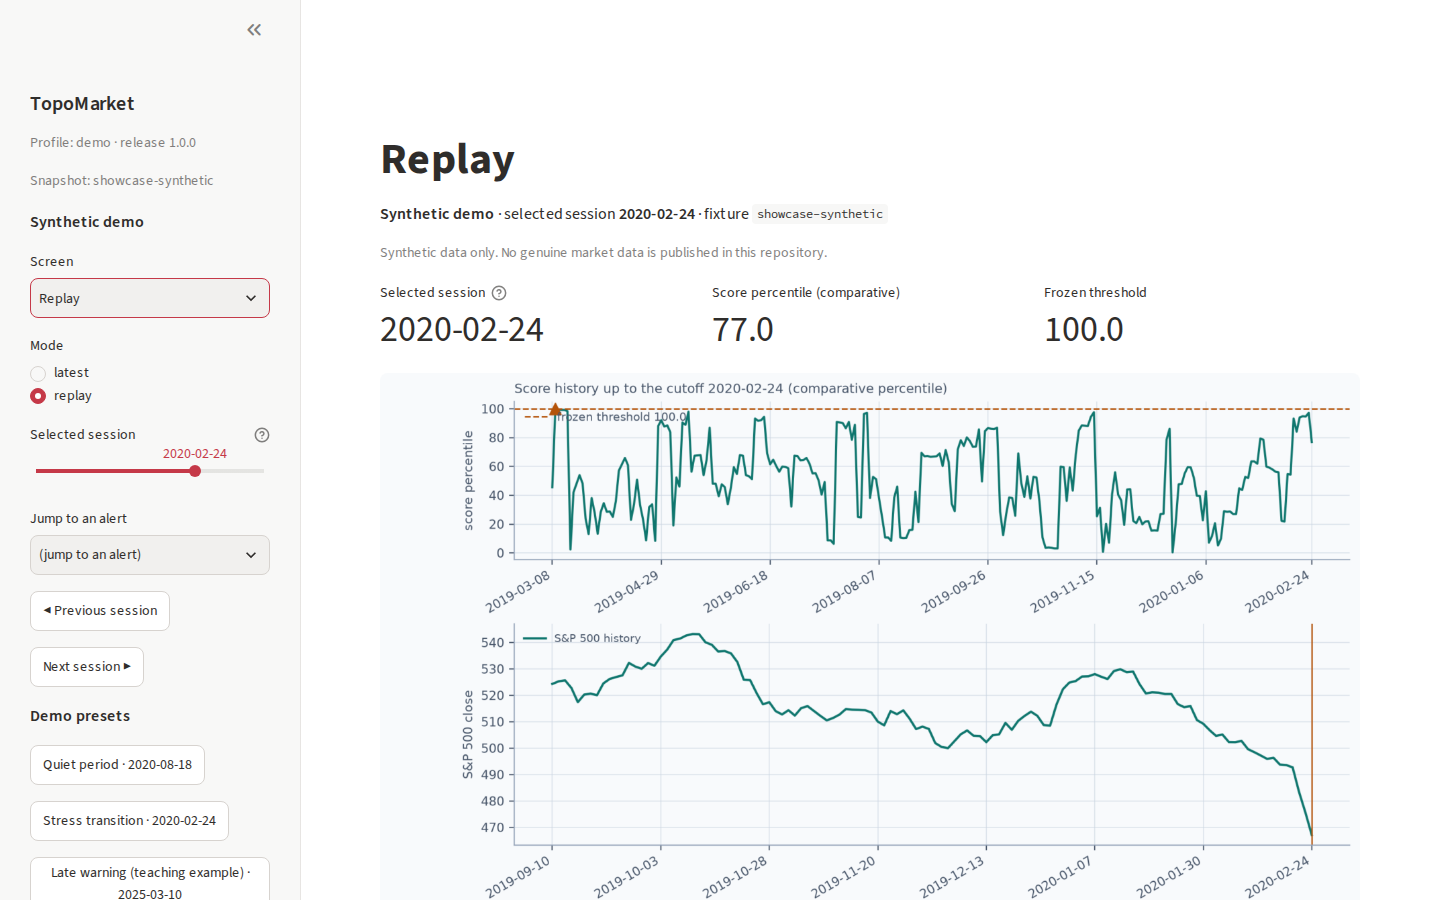 TopoMarket
Profile: demo · release 1.0.0
Snapshot: showcase-synthetic
Synthetic demo
Screen
Replay
Mode
latest
replay
Selected session
2020-02-24
Jump to an alert
(jump to an alert)
◂ Previous session
Next session ▸
Demo presets
Quiet period · 2020-08-18
Stress transition · 2020-02-24
Late warning (teaching example) ·
2025-03-10
Replay
Synthetic demo · selected session 2020-02-24 · fixture showcase-synthetic
Synthetic data only. No genuine market data is published in this repository.
Selected session
2020-02-24
Score percentile (comparative)
77.0
Frozen threshold
100.0
Score history up to the cutoff 2020-02-24 (comparative percentile)
frozen threshold 100.0
score percentile
100
80
60
40
20
0
2019-03-08
2019-04-29
2019-06-18
2019-08-07
2019-09-26
2019-11-15
2020-01-06
2020-02-24
S&P 500 history
S&P 500 close
540
530
520
510
500
490
480
470
2019-09-10
2019-10-03
2019-10-28
2019-11-20
2019-12-13
2020-01-07
2020-01-30
2020-02-24